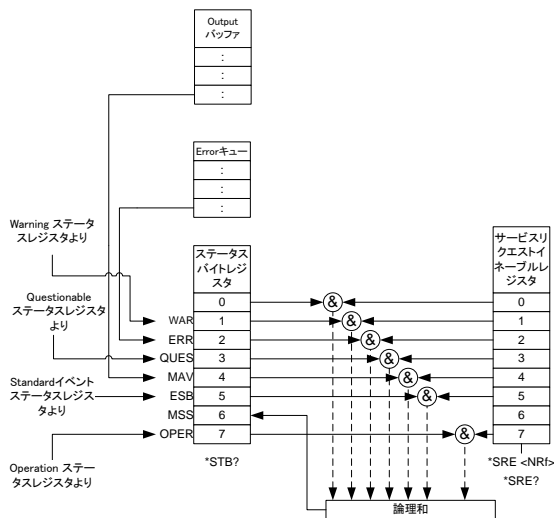 Output
バッファ
:
:
:
Errorキュー
:
:
:
Warning ステータ
スレジスタより
Questionable
ステータスレジスタ
より
Standardイベント
ステータスレジス
タより
Operation ステー
タスレジスタより
WAR
ERR
QUES
MAV
ESB
MSS
OPER
ステータス
バイトレジ
スタ
0
1
2
3
4
5
6
7
*STB?
&
&
&
&
&
&
&
サービスリ
クエストイ
ネーブルレ
ジスタ
0
1
2
3
4
5
6
7
*SRE <NRf>
*SRE?
論理和